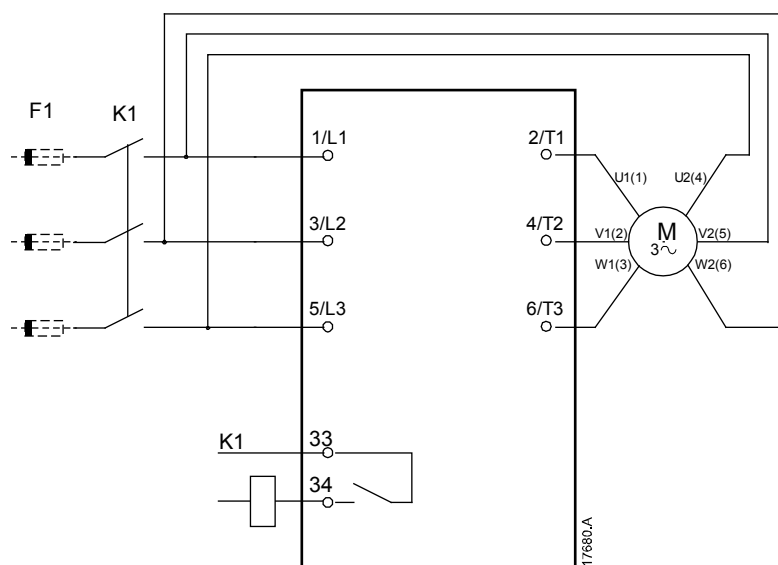 F1
K1
1/L1
2/T1
U1(1)
U2(4)
3/L2
4/T2
V1(2)
M
3~
V2(5)
W1(3)
W2(6)
5/L3
6/T3
K1
33
34
17680.A